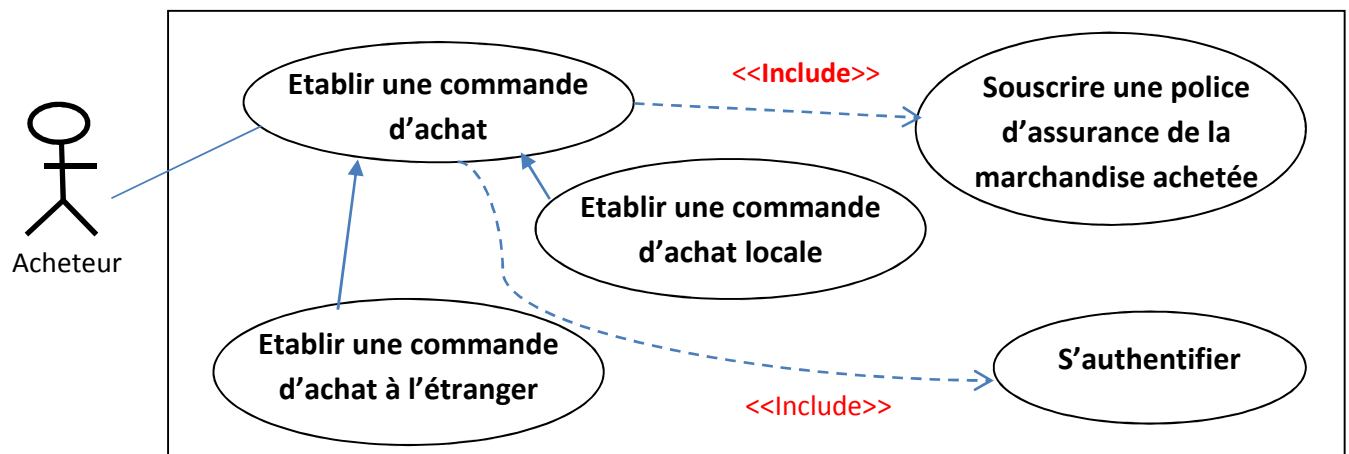 Etablir une commande
d’achat
<<Include>>
Souscrire une police
d’assurance de la
marchandise achetée
Etablir une commande
d’achat locale
Acheteur
Etablir une commande
d’achat à l’étranger
S’authentifier
<<Include>>